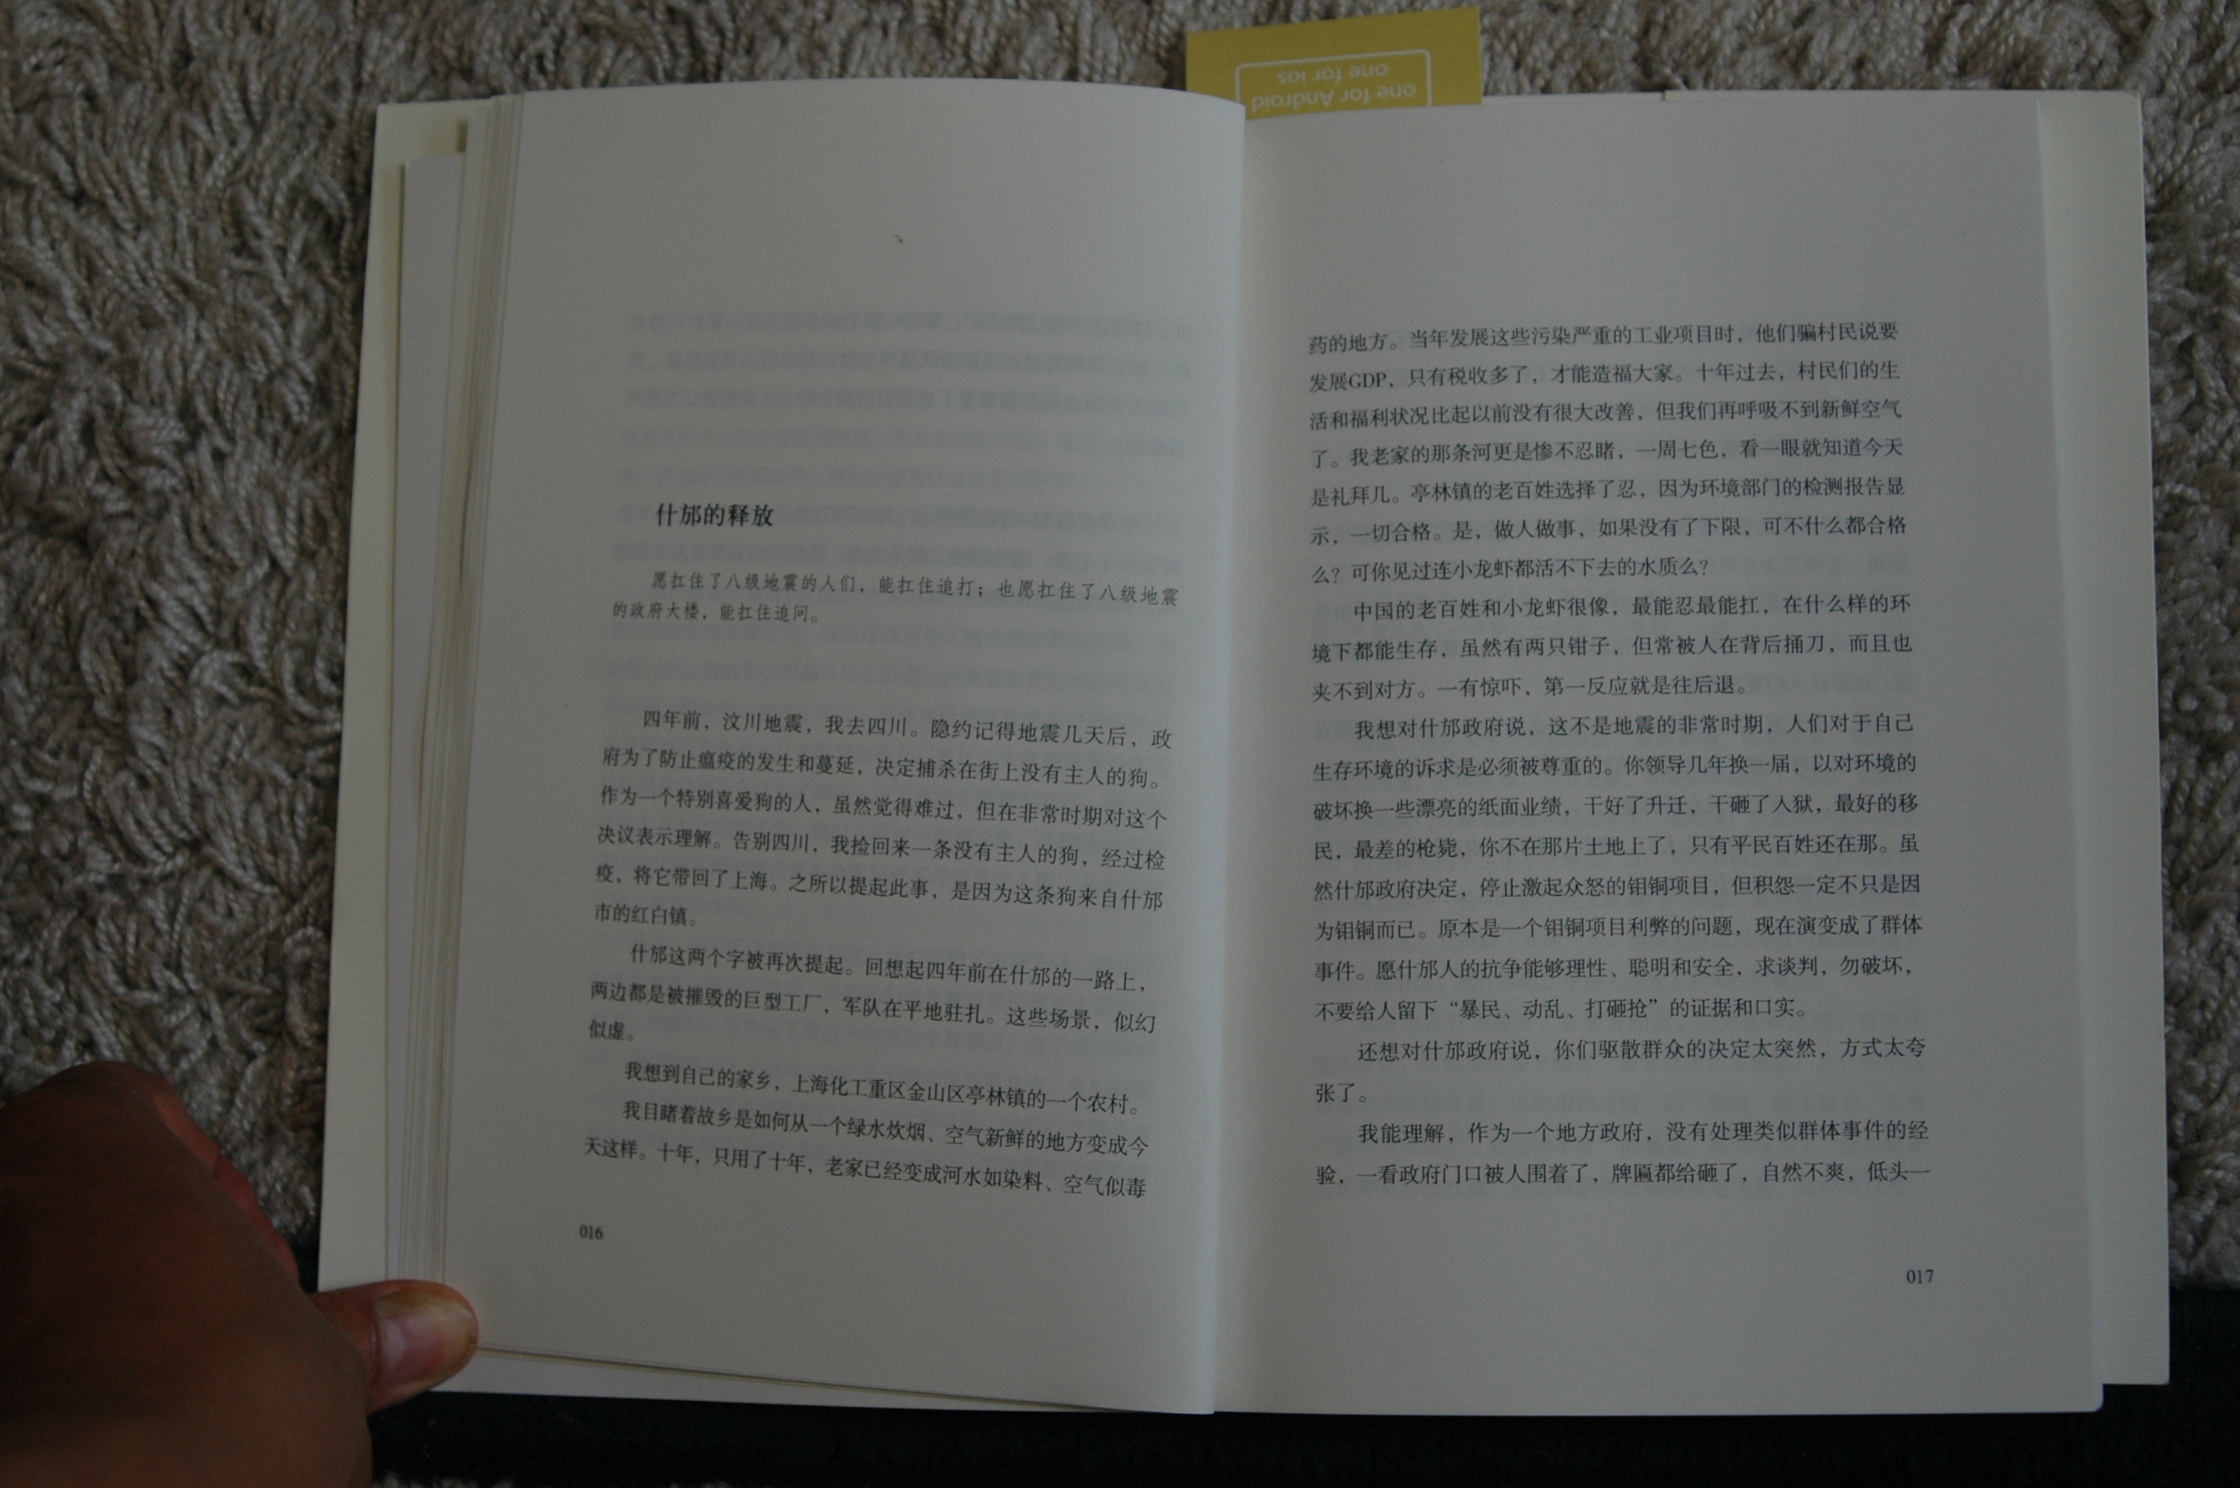 one for Android
one for ios
什邡的释放
愿扛住了八级地震的人们，能扛住追打；也愿扛住了八级地震
的政府大楼，能扛住追问。
四年前，汶川地震，我去四川。隐约记得地震几天后，政
府为了防止瘟疫的发生和蔓延，决定捕杀在街上没有主人的狗。
作为一个特别喜爱狗的人，虽然觉得难过，但在非常时期对这个
决议表示理解。告别四川，我捡回来一条没有主人的狗，经过检
疫，将它带回了上海。之所以提起此事，是因为这条狗来自什邡
市的红白镇。
什邡这两个字被再次提起。回想起四年前在什邡的一路上，
两边都是被摧毁的巨型工厂，军队在平地驻扎。这些场景，似幻
似虚。
我想到自己的家乡，上海化工重区金山区亭林镇的一个农村。
我目睹着故乡是如何从一个绿水炊烟、空气新鲜的地方变成今
天这样。十年，只用了十年，老家已经变成河水如染料、空气似毒
016
药的地方。当年发展这些污染严重的工业项目时，他们骗村民说要
发展GDP，只有税收多了，才能造福大家。十年过去，村民们的生
活和福利状况比起以前没有很大改善，但我们再呼吸不到新鲜空气
了。我老家的那条河更是惨不忍睹，一周七色，看一眼就知道今天
是礼拜几。亭林镇的老百姓选择了忍，因为环境部门的检测报告显
示，一切合格。是，做人做事，如果没有了下限，可不什么都合格
么？可你见过连小龙虾都活不下去的水质么？
中国的老百姓和小龙虾很像，最能忍最能扛，在什么样的环
境下都能生存，虽然有两只钳子，但常被人在背后捅刀，而且也
夹不到对方。一有惊吓，第一反应就是往后退。
我想对什邡政府说，这不是地震的非常时期，人们对于自己
生存环境的诉求是必须被尊重的。你领导几年换一届，以对环境的
破坏换一些漂亮的纸面业绩，干好了升迁，干砸了入狱，最好的移
民，最差的枪毙，你不在那片土地上了，只有平民百姓还在那。虽
然什邡政府决定，停止激起众怒的钼铜项目，但积怨一定不只是因
为钼铜而已。原本是一个钼铜项目利弊的问题，现在演变成了群体
事件。愿什邡人的抗争能够理性、聪明和安全，求谈判，勿破坏，
不要给人留下“暴民、动乱、打砸抢”的证据和口实。
还想对什邡政府说，你们驱散群众的决定太突然，方式太夸
张了。
我能理解，作为一个地方政府，没有处理类似群体事件的经
验，一看政府门口被人围着了，牌匾都给砸了，自然不爽，低头一
017